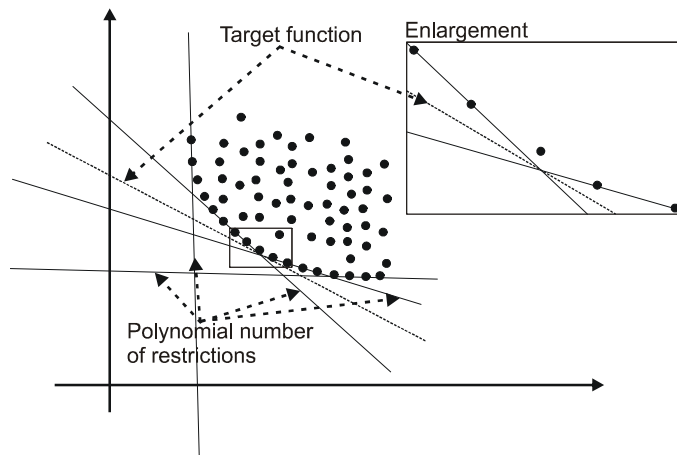 Target function
Enlargement
Polynomial number
of restrictions